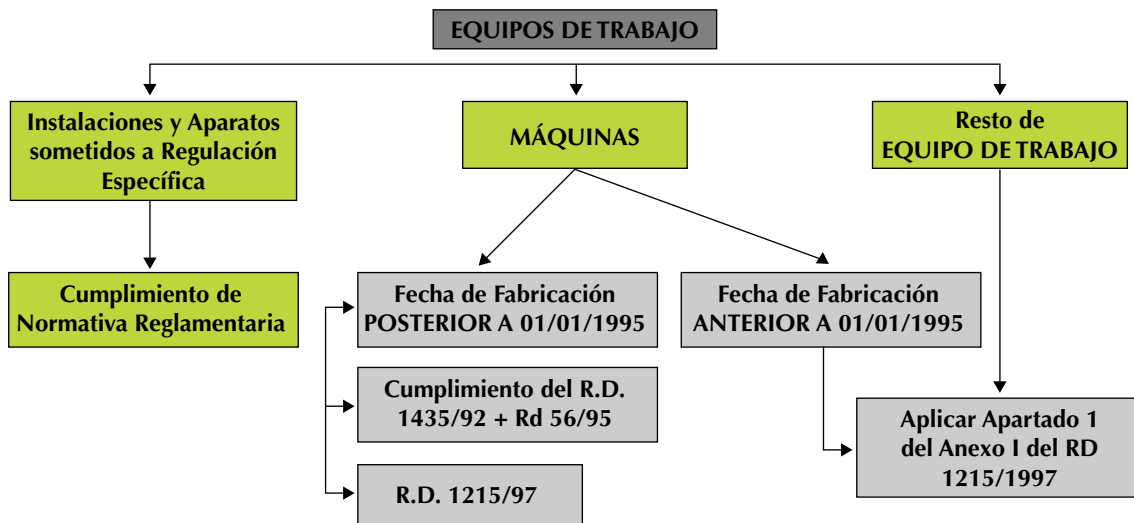 EQUIPOS DE TRABAJO
Instalaciones y Aparatos
sometidos a Regulación
Específica
MÁQUINAS
Resto de
EQUIPO DE TRABAJO
Cumplimiento de
Normativa Reglamentaria
Fecha de Fabricación
POSTERIOR A 01/01/1995
Fecha de Fabricación
ANTERIOR A 01/01/1995
Cumplimiento del R.D.
1435/92 + Rd 56/95
Aplicar Apartado 1
del Anexo I del RD
1215/1997
R.D. 1215/97